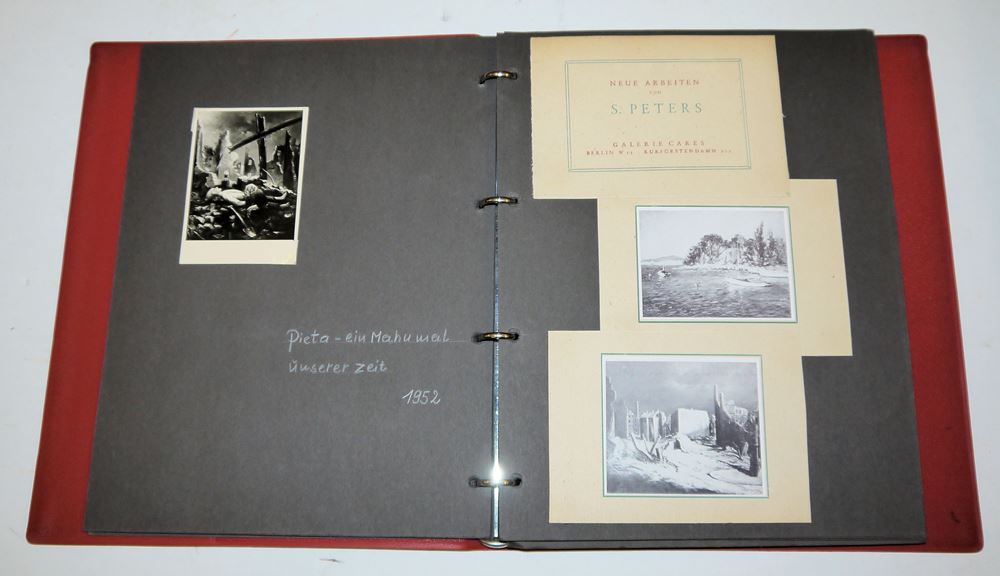 Pieta – ein Mahnmal
unserer Zeit
1952
NEUE ARBEITEN
VON
S. PETERS
GALERIE CARES
BERLIN W 15 · KURFÜRSTENDAMM